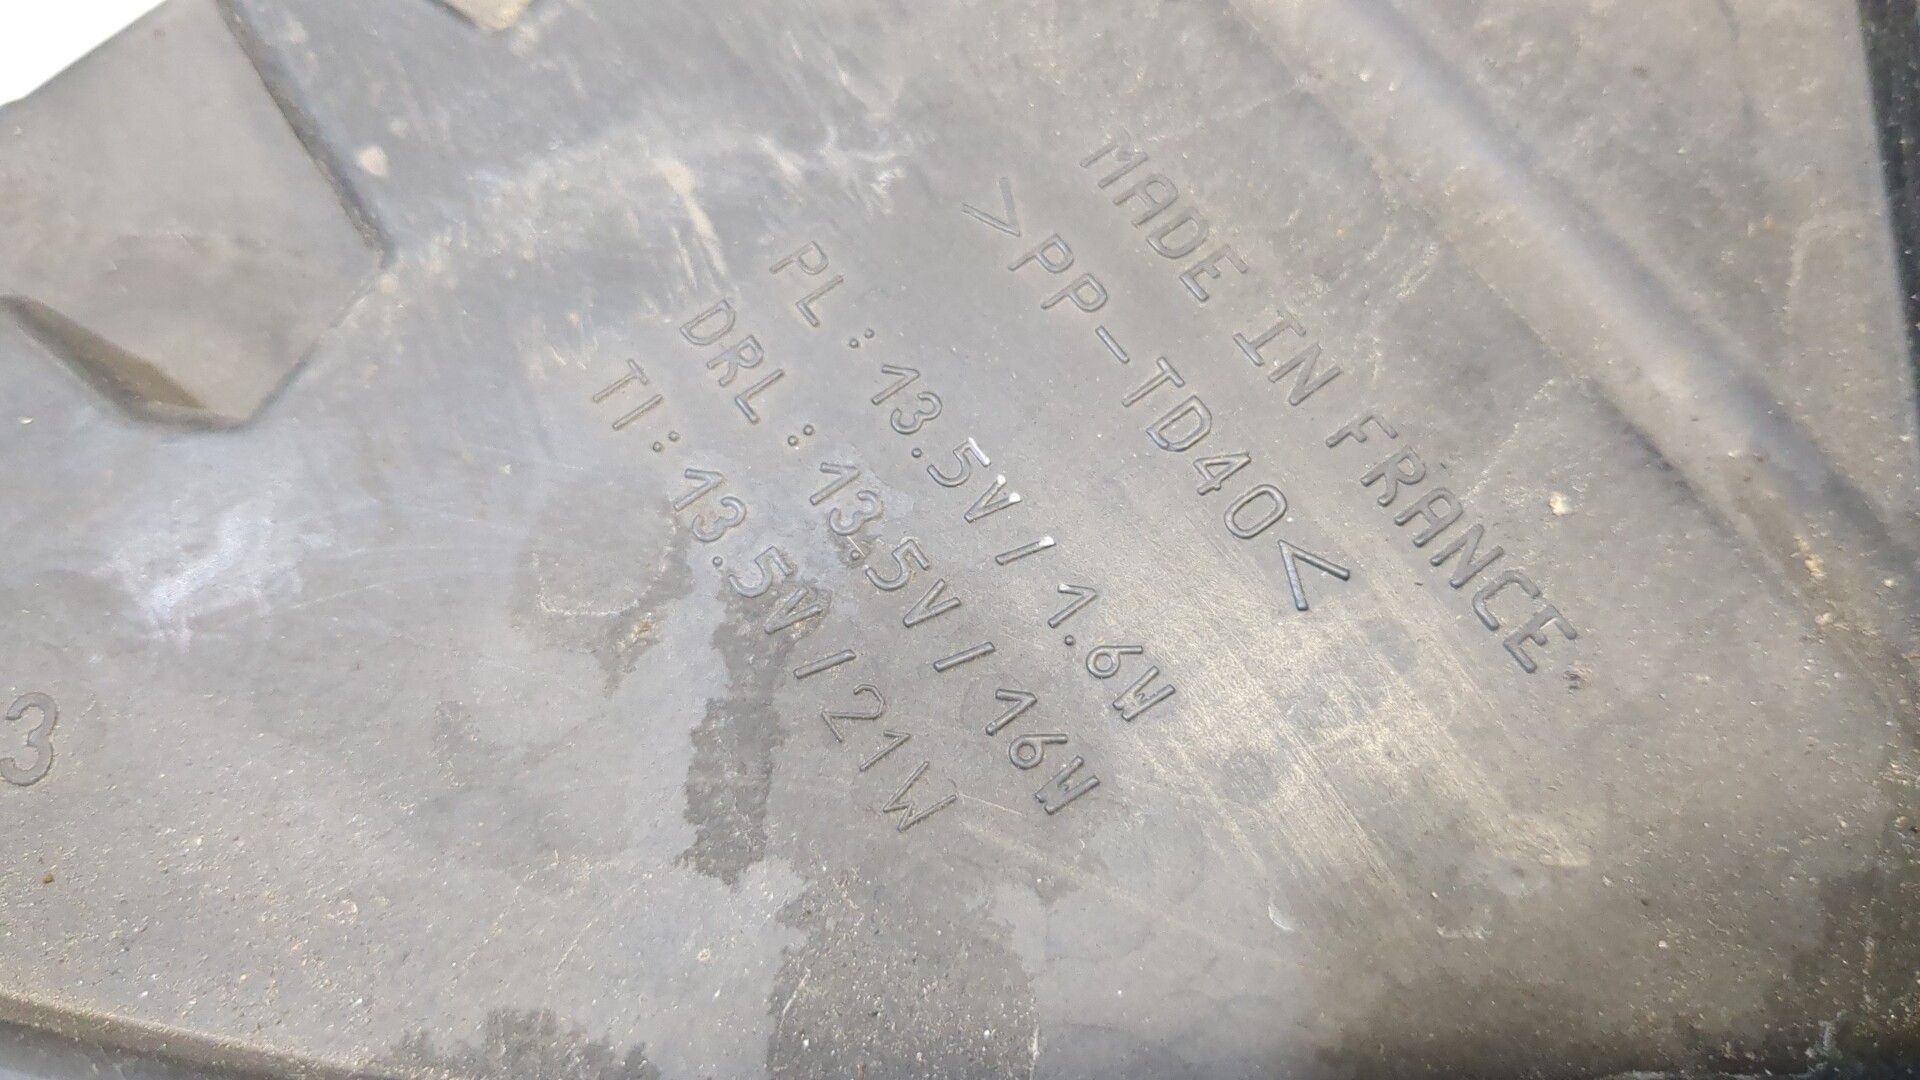 MADE IN FRANCE
>PP-TD40<
PL: 13.5V / 1.6W
DRL: 13.5V / 16W
TI: 13.5V / 21W
3